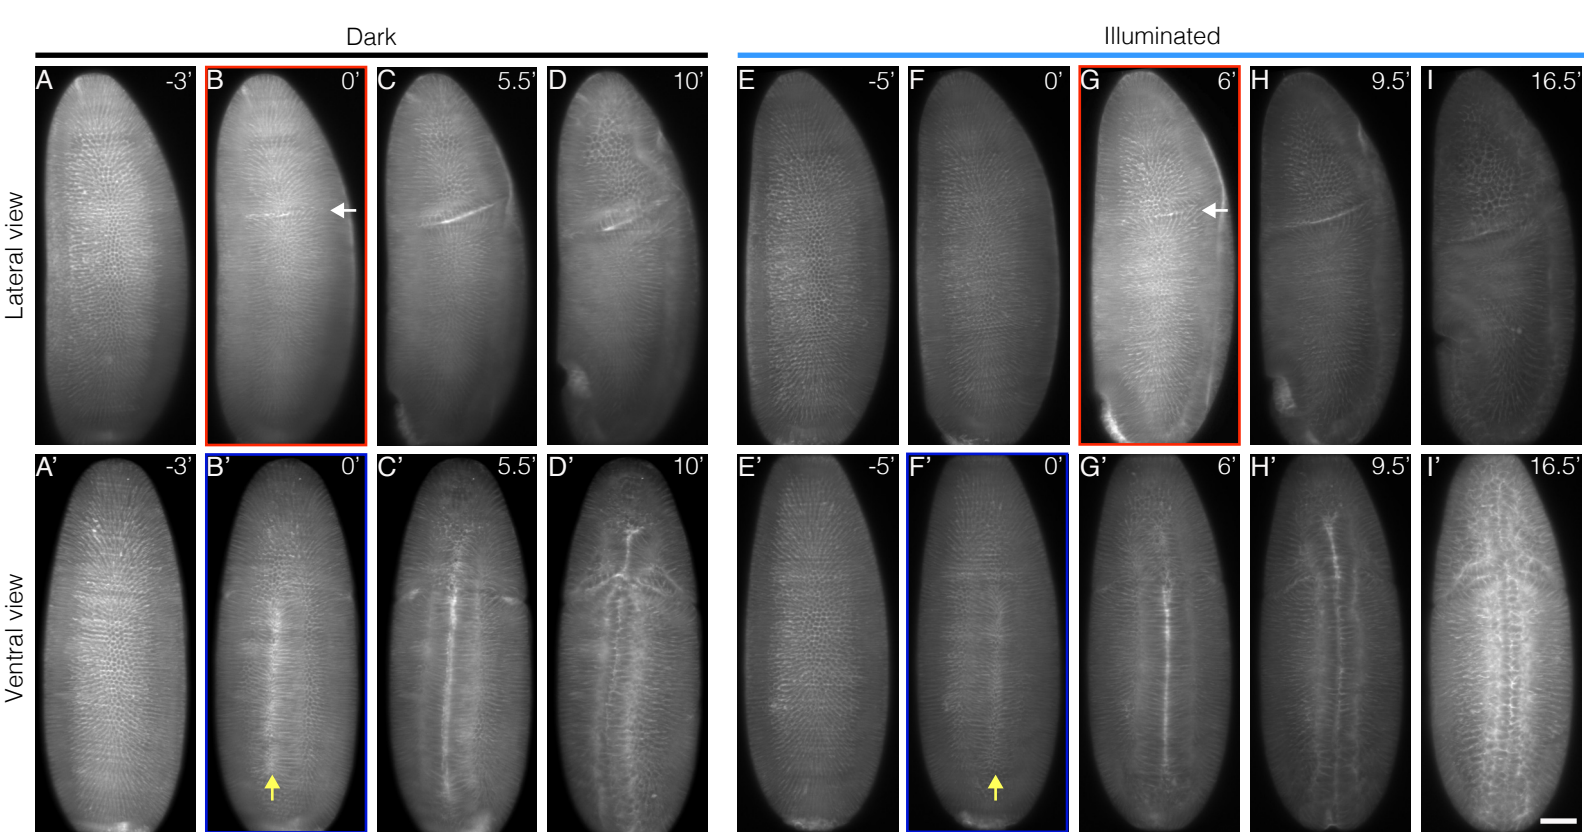 Dark
Illuminated
Lateral view
A -3’ B 0’ C 5.5’ D 10’ E -5’ F 0’ G 6’ H 9.5’ I 16.5’
Ventral view
A’ -3’ B’ 0’ C’ 5.5’ D’ 10’ E’ -5’ F’ 0’ G’ 6’ H’ 9.5’ I’ 16.5’